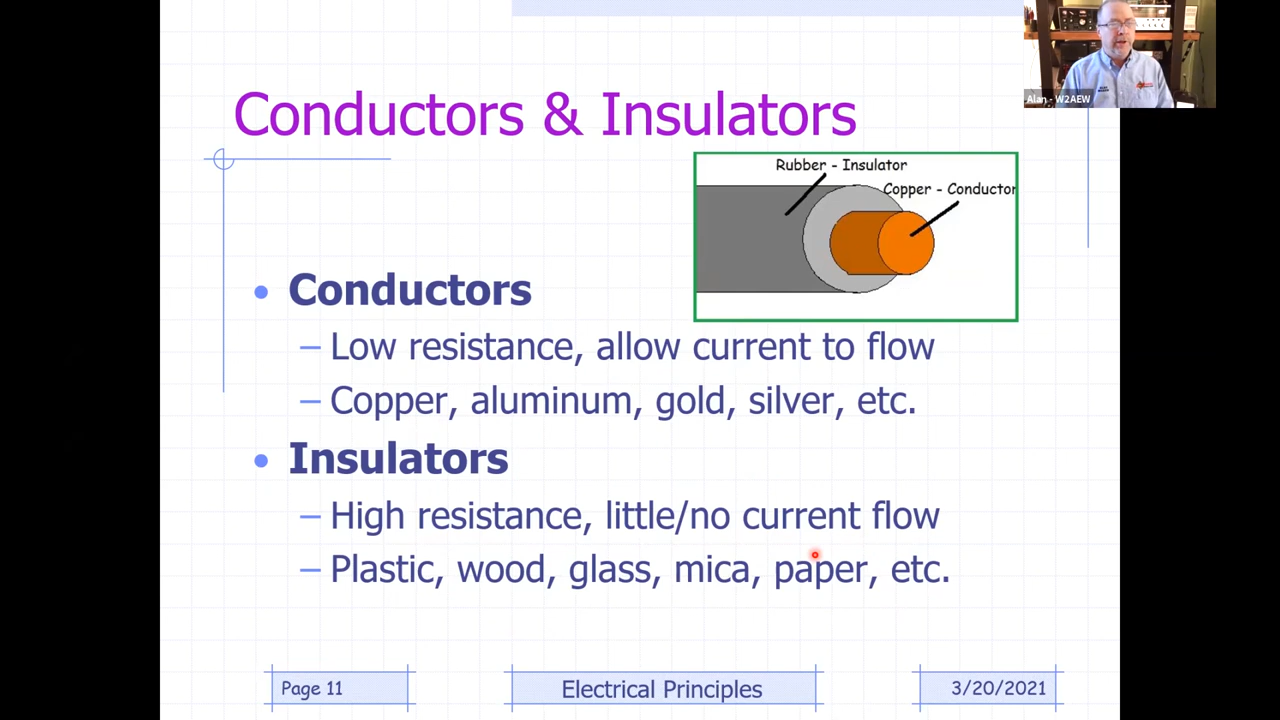 Conductors & Insulators
Alan - W2AEW
Rubber - Insulator
Copper - Conductor
• Conductors
– Low resistance, allow current to flow
– Copper, aluminum, gold, silver, etc.
• Insulators
– High resistance, little/no current flow
– Plastic, wood, glass, mica, paper, etc.
Page 11
Electrical Principles
3/20/2021